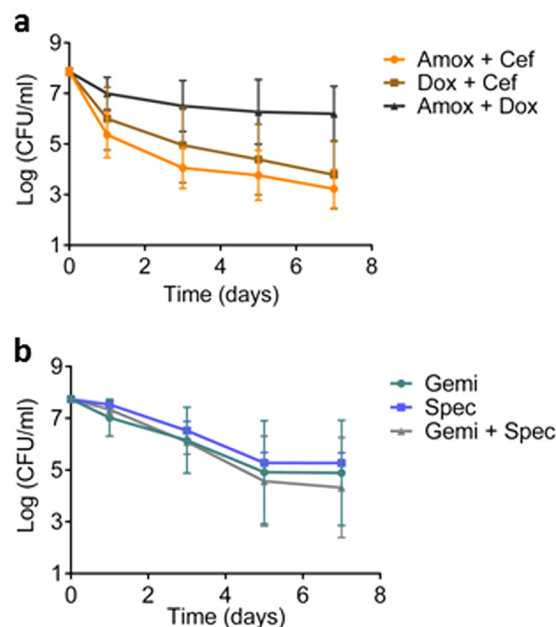 a
9
7
5
3
1
Log (CFU/ml)
0 2 4 6 8
Time (days)
Amox + Cef
Dox + Cef
Amox + Dox
b
9
7
5
3
1
Log (CFU/ml)
0 2 4 6 8
Time (days)
Gemi
Spec
Gemi + Spec